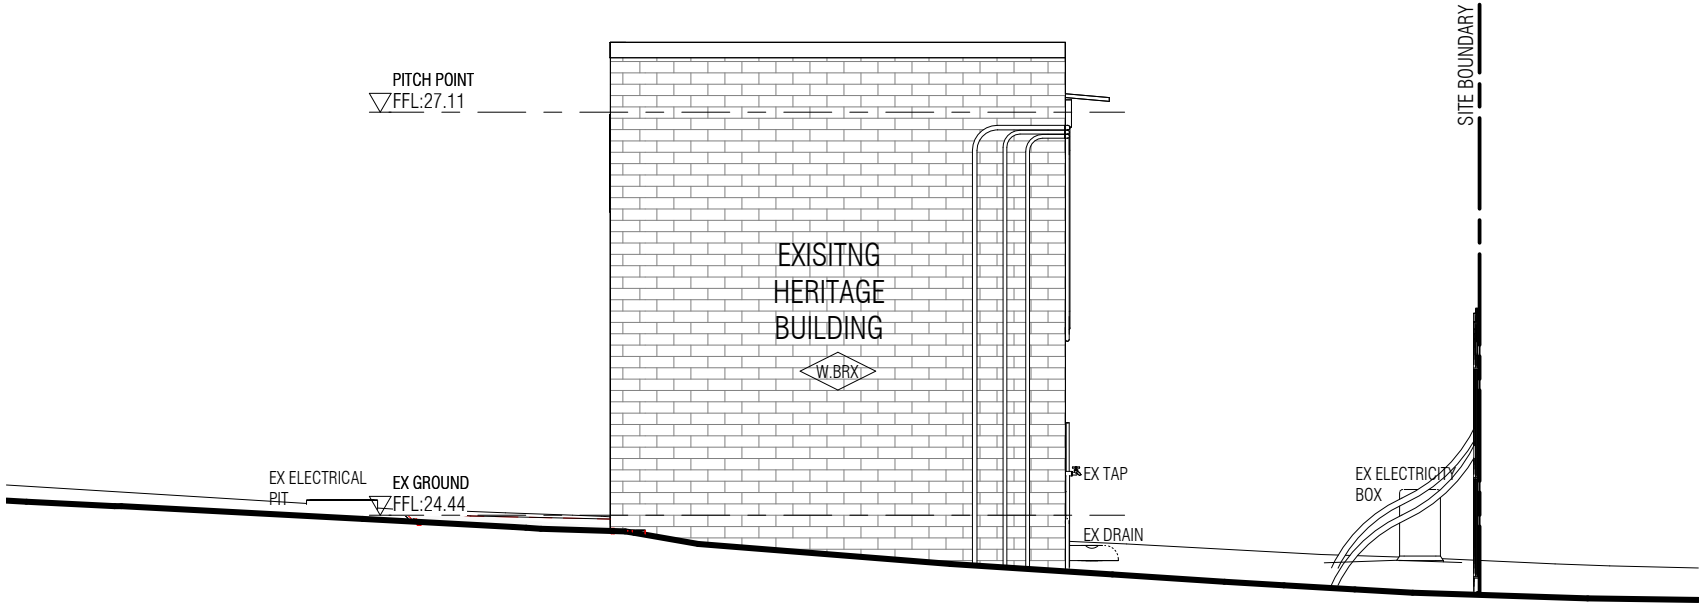 SITE BOUNDARY
PITCH POINT
FFL:27.11
EXISITNG
HERITAGE
BUILDING
W.BRX
EX ELECTRICAL
PIT
EX GROUND
FFL:24.44
EX TAP
EX ELECTRICITY
BOX
EX DRAIN